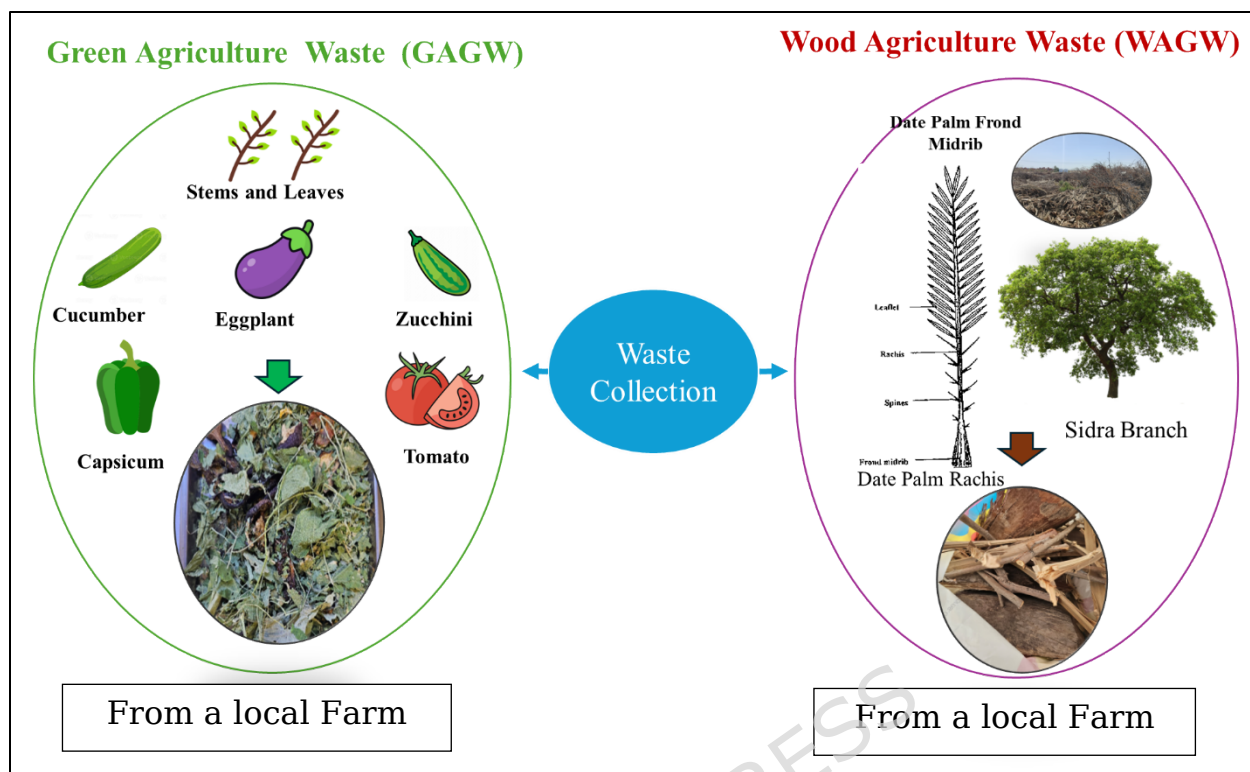 Green Agriculture Waste (GAGW)
Stems and Leaves
Cucumber
Eggplant
Zucchini
Capsicum
Tomato
From a local Farm
Waste
Collection
Wood Agriculture Waste (WAGW)
Date Palm Frond
Midrib
Leaflet
Rachis
Spines
Frond midrib
Date Palm Rachis
Sidra Branch
From a local Farm
RESS